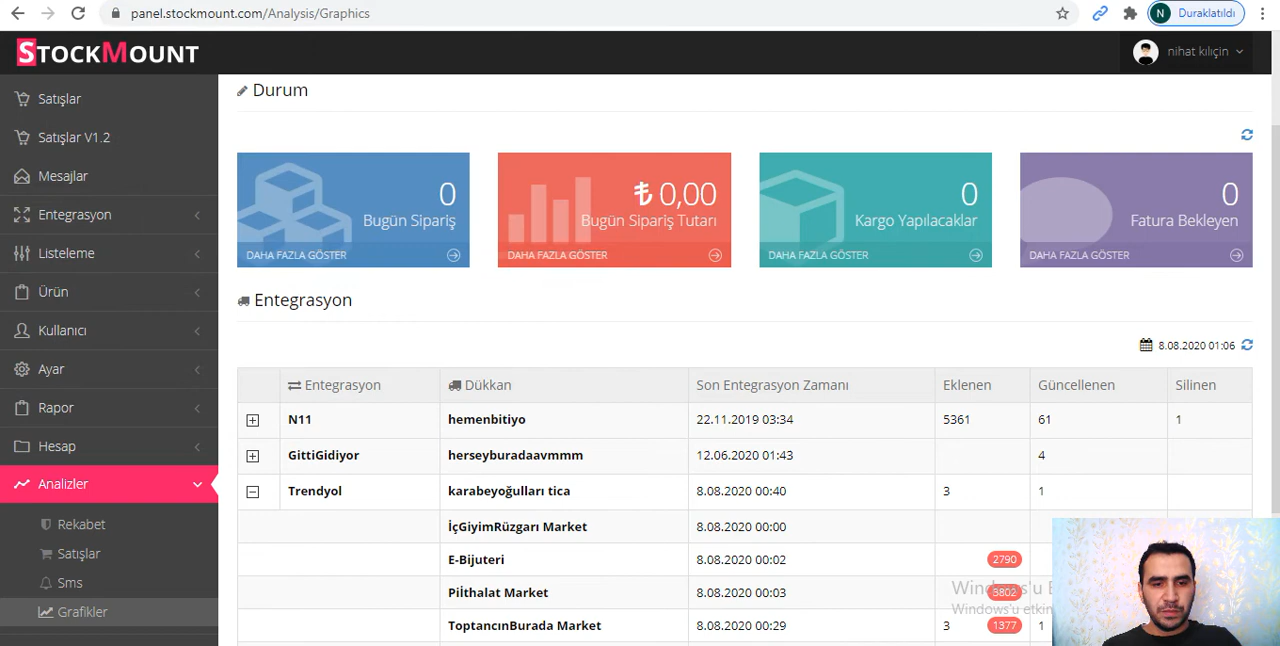 panel.stockmount.com/Analysis/Graphics
N Duraklatıldı
STOCKMOUNT
nihat kılıçin
Satışlar
Satışlar V1.2
Mesajlar
Entegrasyon
Listeleme
Ürün
Kullanıcı
Ayar
Rapor
Hesap
Analizler
Rekabet
Satışlar
Sms
Grafikler
Durum
0
Bugün Sipariş
DAHA FAZLA GÖSTER
₺ 0,00
Bugün Sipariş Tutarı
DAHA FAZLA GÖSTER
0
Kargo Yapılacaklar
DAHA FAZLA GÖSTER
0
Fatura Bekleyen
DAHA FAZLA GÖSTER
Entegrasyon
8.08.2020 01:06
Entegrasyon Dükkan Son Entegrasyon Zamanı Eklenen Güncellenen Silinen
N11 hemenbitiyo 22.11.2019 03:34 5361 61 1
GittiGidiyor herseyburadaavmmm 12.06.2020 01:43 4
Trendyol karabeyoğulları tica 8.08.2020 00:40 3 1
İçGiyimRüzgarı Market 8.08.2020 00:00
E-Bijuteri 8.08.2020 00:02 2790
Pilthalat Market 8.08.2020 00:03
ToptancınBurada Market 8.08.2020 00:29 3 1377 1
Windows'u
Windows'u etkin